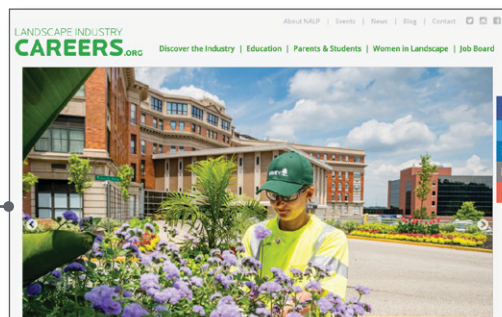 About NALP | Events | News | Blog | Contact
LANDSCAPE INDUSTRY
CAREERS.ORG
Discover the Industry | Education | Parents & Students | Women in Landscape | Job Board